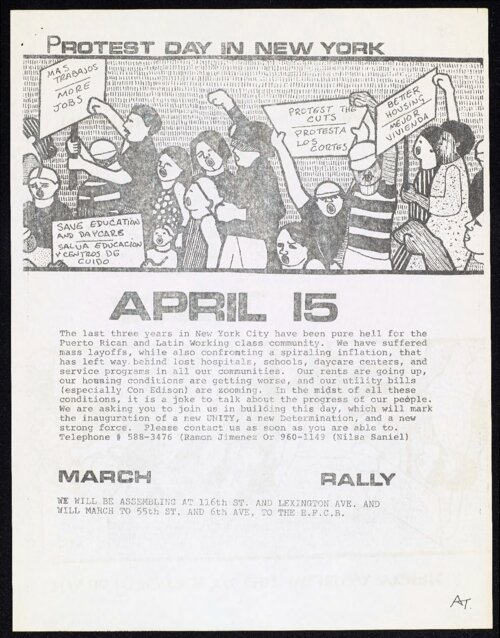 PROTEST DAY IN NEW YORK
MAS
TRABAJOS
MORE
JOBS
PROTEST THE
CUTS
PROTESTA
LOS
CORTES
BETER
HOUSING
MEJOR
VIVIENDA
SAVE EDUCATION
AND DAYCARE
SALVA EDUCACION
Y CENTROS DE
CUIDO
APRIL 15
The last three years in New York City have been pure hell for the
Puerto Rican and Latin Working class community. We have suffered
mass layoffs, while also confronting a spiraling inflation, that
has left way behind lost hospitals, schools, daycare centers, and
service programs in all our communities. Our rents are going up,
our housing conditions are getting worse, and our utility bills
(especially Con Edison) are zooming. In the midst of all these
conditions, it is a joke to talk about the progress of our people.
We are asking you to join us in building this day, which will mark
the inauguration of a new UNITY, a new Determination, and a new
strong force. Please contact us as soon as you are able to.
Telephone # 588-3476 (Ramon Jimenez Or 960-1149 (Nilsa Saniel)
MARCH RALLY
WE WILL BE ASSEMBLING AT 116th ST. AND LEXINGTON AVE. AND
WILL MARCH TO 55th ST. AND 6th AVE, TO THE E.F.C.B.
AT.